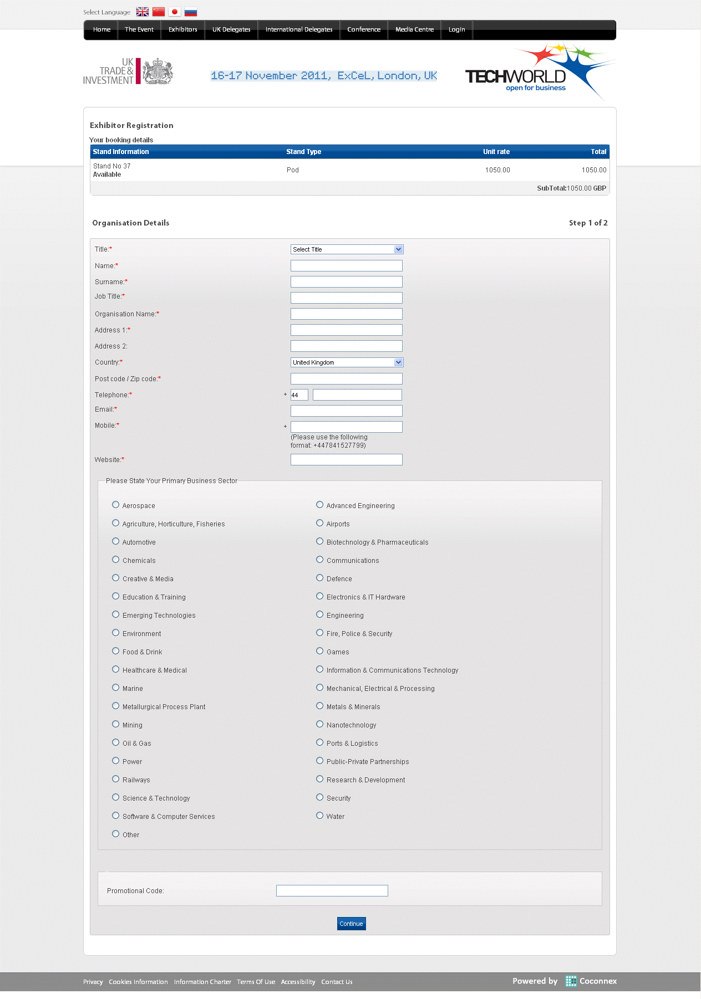 Select Language
Home The Event Exhibitors UK Delegates International Delegates Conference Media Centre Login
UK
TRADE &
INVESTMENT
16-17 November 2011, ExCeL, London, UK
TECHWORLD
open for business
Exhibitor Registration
Your booking details
Stand Information Stand Type Unit rate Total
Stand No 37
Available
Pod 1050.00 1050.00
SubTotal:1050.00 GBP
Organisation Details Step 1 of 2
Title:* Select Title
Name:*
Surname:*
Job Title:*
Organisation Name:*
Address 1:*
Address 2:
Country:* United Kingdom
Post code / Zip code:*
Telephone:* + 44
Email:*
Mobile:* +
(Please use the following
format: +447841527799)
Website:*
Please State Your Primary Business Sector
Aerospace Advanced Engineering
Agriculture, Horticulture, Fisheries Airports
Automotive Biotechnology & Pharmaceuticals
Chemicals Communications
Creative & Media Defence
Education & Training Electronics & IT Hardware
Emerging Technologies Engineering
Environment Fire, Police & Security
Food & Drink Games
Healthcare & Medical Information & Communications Technology
Marine Mechanical, Electrical & Processing
Metallurgical Process Plant Metals & Minerals
Mining Nanotechnology
Oil & Gas Ports & Logistics
Power Public-Private Partnerships
Railways Research & Development
Science & Technology Security
Software & Computer Services Water
Other
Promotional Code:
Continue
Privacy Cookies Information Information Charter Terms Of Use Accessibility Contact Us Powered by Coconnex